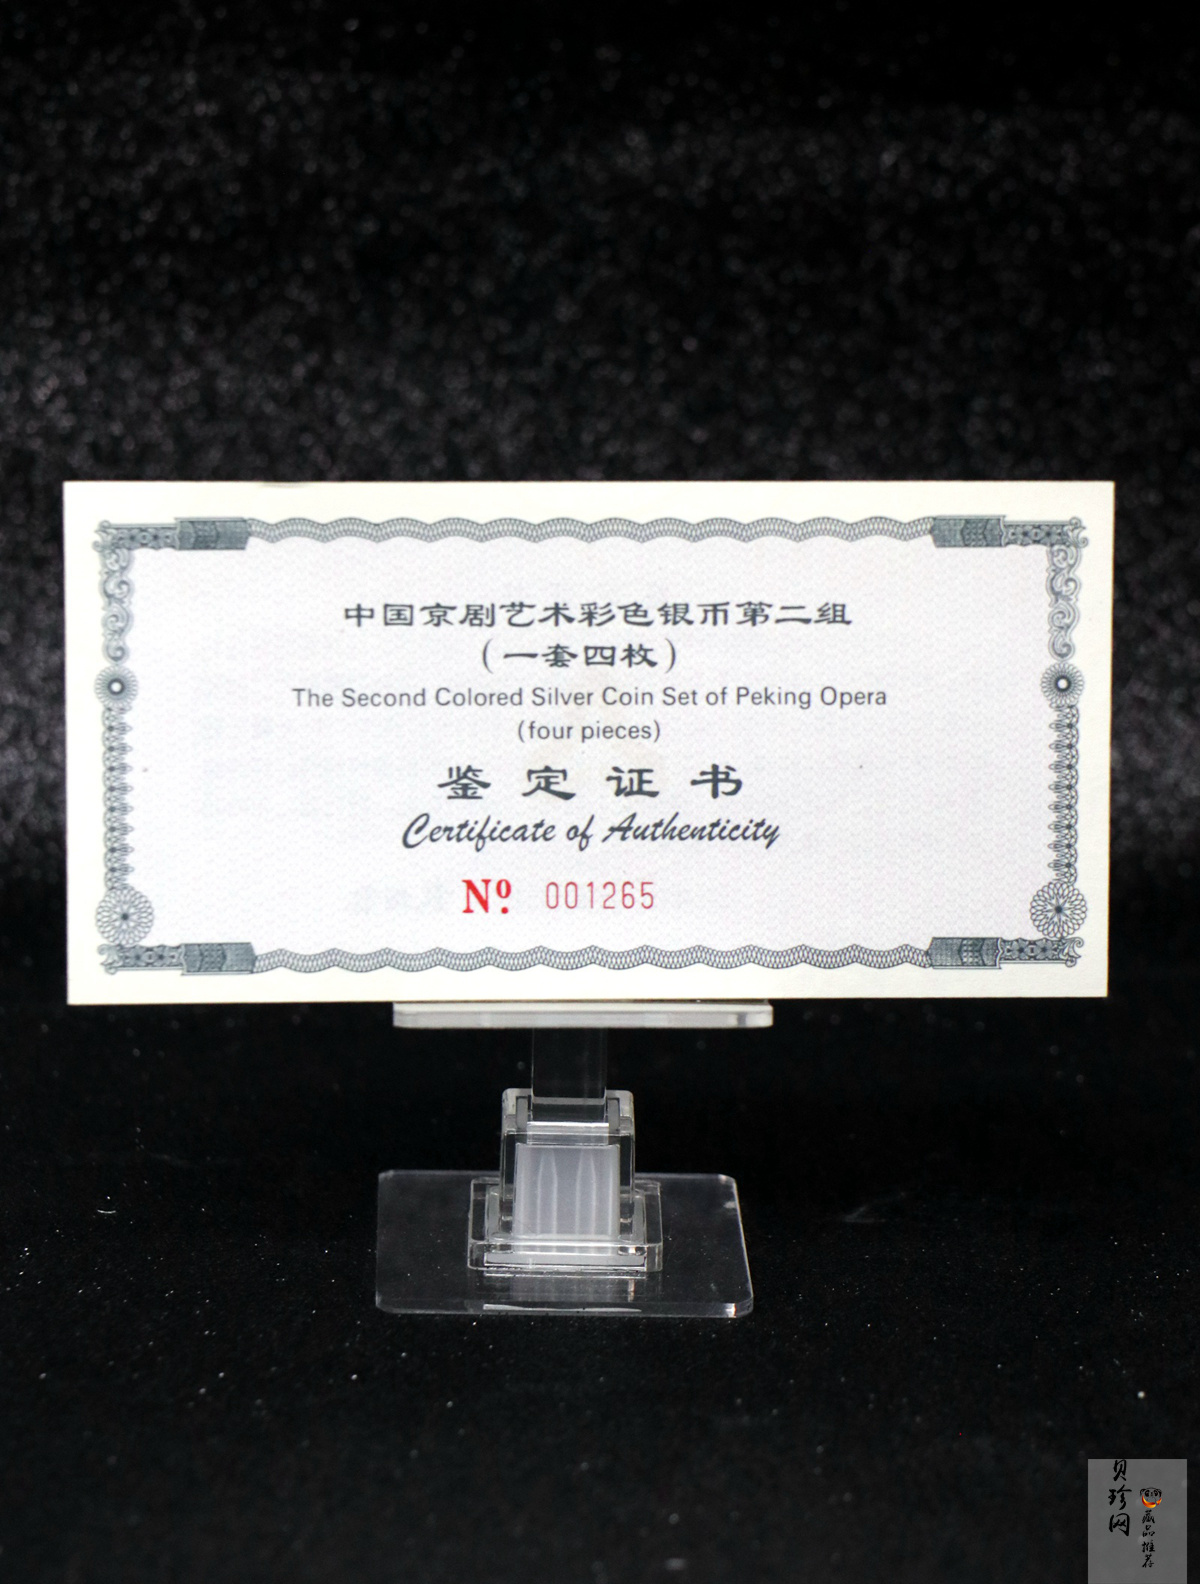 中国京剧艺术彩色银币第二组
(一套四枚)
The Second Colored Silver Coin Set of Peking Opera
(four pieces)
鉴定证书
Certificate of Authenticity
Nº. 001265
贝珍网
藏品推荐